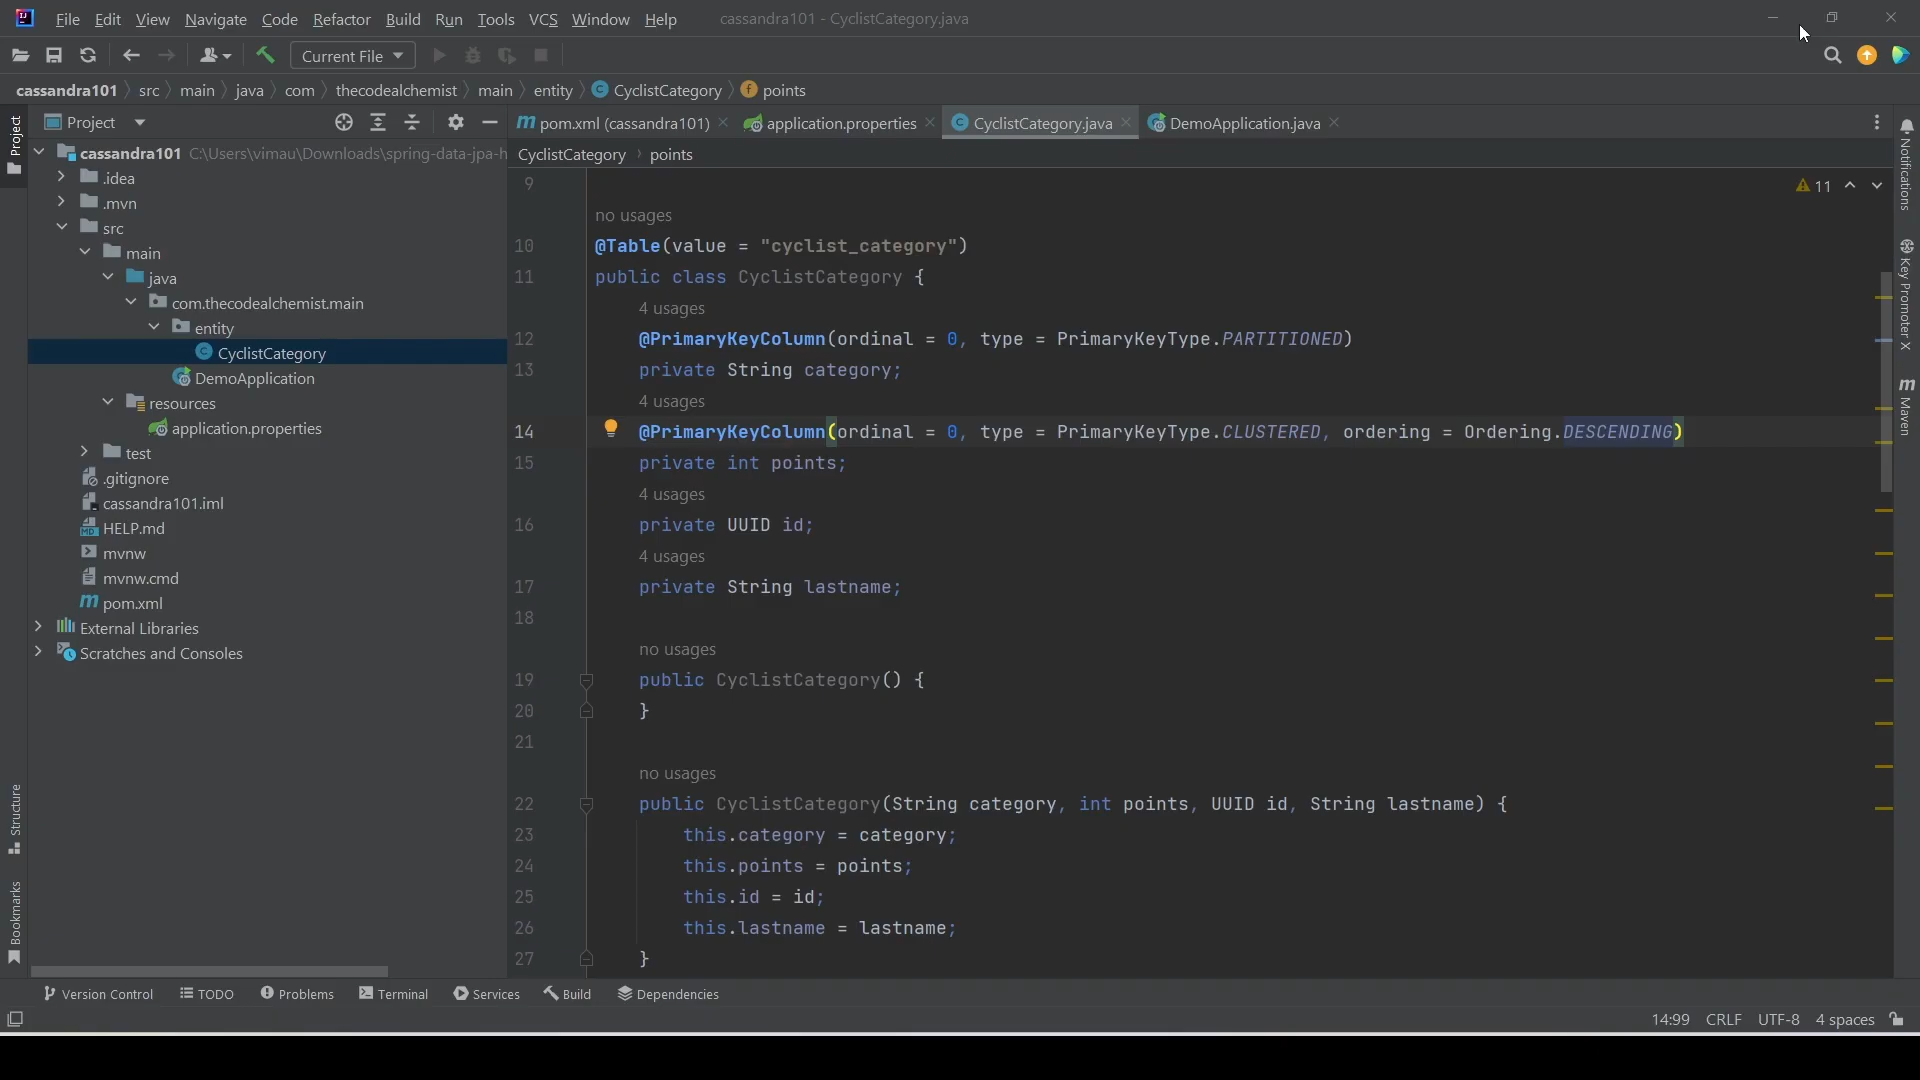 File Edit View Navigate Code Refactor Build Run Tools VCS Window Help cassandra101 - CyclistCategory.java
Current File
cassandra101 src main java com thecodealchemist main entity CyclistCategory points
Project
Project
pom.xml (cassandra101) application.properties CyclistCategory.java DemoApplication.java
CyclistCategory points
cassandra101 C:\Users\vimau\Downloads\spring-data-jpa-h
.idea
.mvn
src
main
java
com.thecodealchemist.main
entity
CyclistCategory
DemoApplication
resources
application.properties
test
.gitignore
cassandra101.iml
HELP.md
mvnw
mvnw.cmd
pom.xml
External Libraries
Scratches and Consoles
11
9
no usages
10 @Table(value = "cyclist_category")
11 public class CyclistCategory {
4 usages
12 @PrimaryKeyColumn(ordinal = 0, type = PrimaryKeyType.PARTITIONED)
13 private String category;
4 usages
14 @PrimaryKeyColumn(ordinal = 0, type = PrimaryKeyType.CLUSTERED, ordering = Ordering.DESCENDING)
15 private int points;
4 usages
16 private UUID id;
4 usages
17 private String lastname;
18
no usages
19 public CyclistCategory() {
20 }
21
no usages
22 public CyclistCategory(String category, int points, UUID id, String lastname) {
23 this.category = category;
24 this.points = points;
25 this.id = id;
26 this.lastname = lastname;
27 }
Notifications
Key Promoter X
Maven
Structure
Bookmarks
Version Control TODO Problems Terminal Services Build Dependencies
14:99 CRLF UTF-8 4 spaces